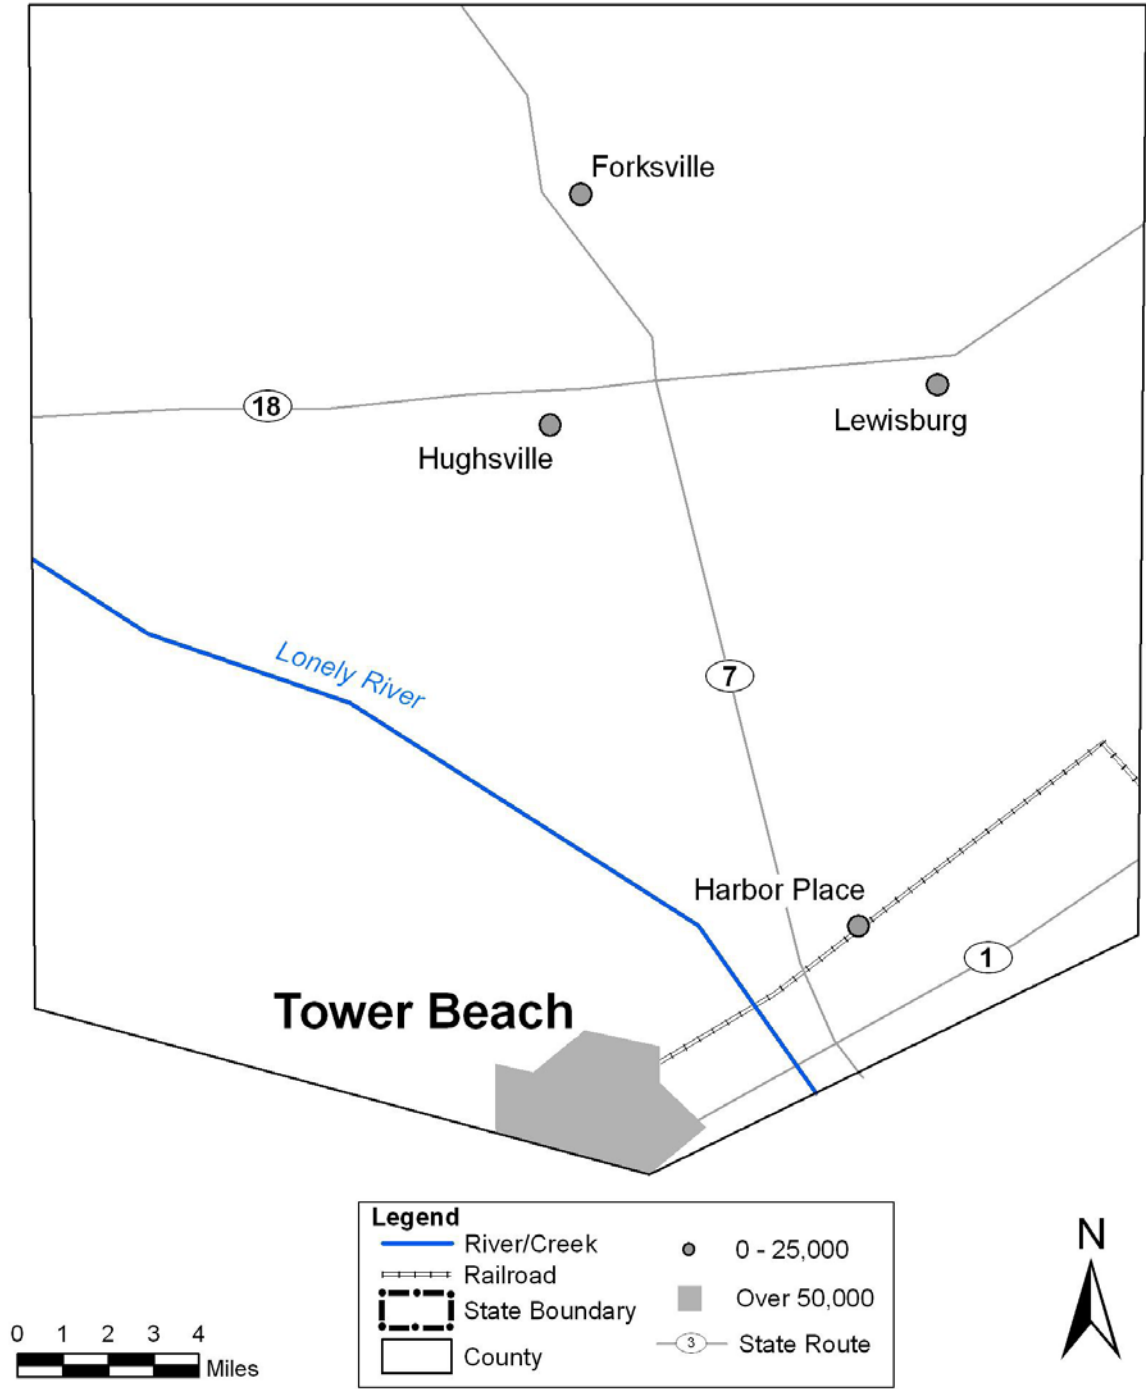 Forksville
18
Lewisburg
Hughsville
Lonely River
7
Harbor Place
1
Tower Beach
Legend
River/Creek
Railroad
State Boundary
County
0 - 25,000
Over 50,000
3 State Route
N
0 1 2 3 4
Miles